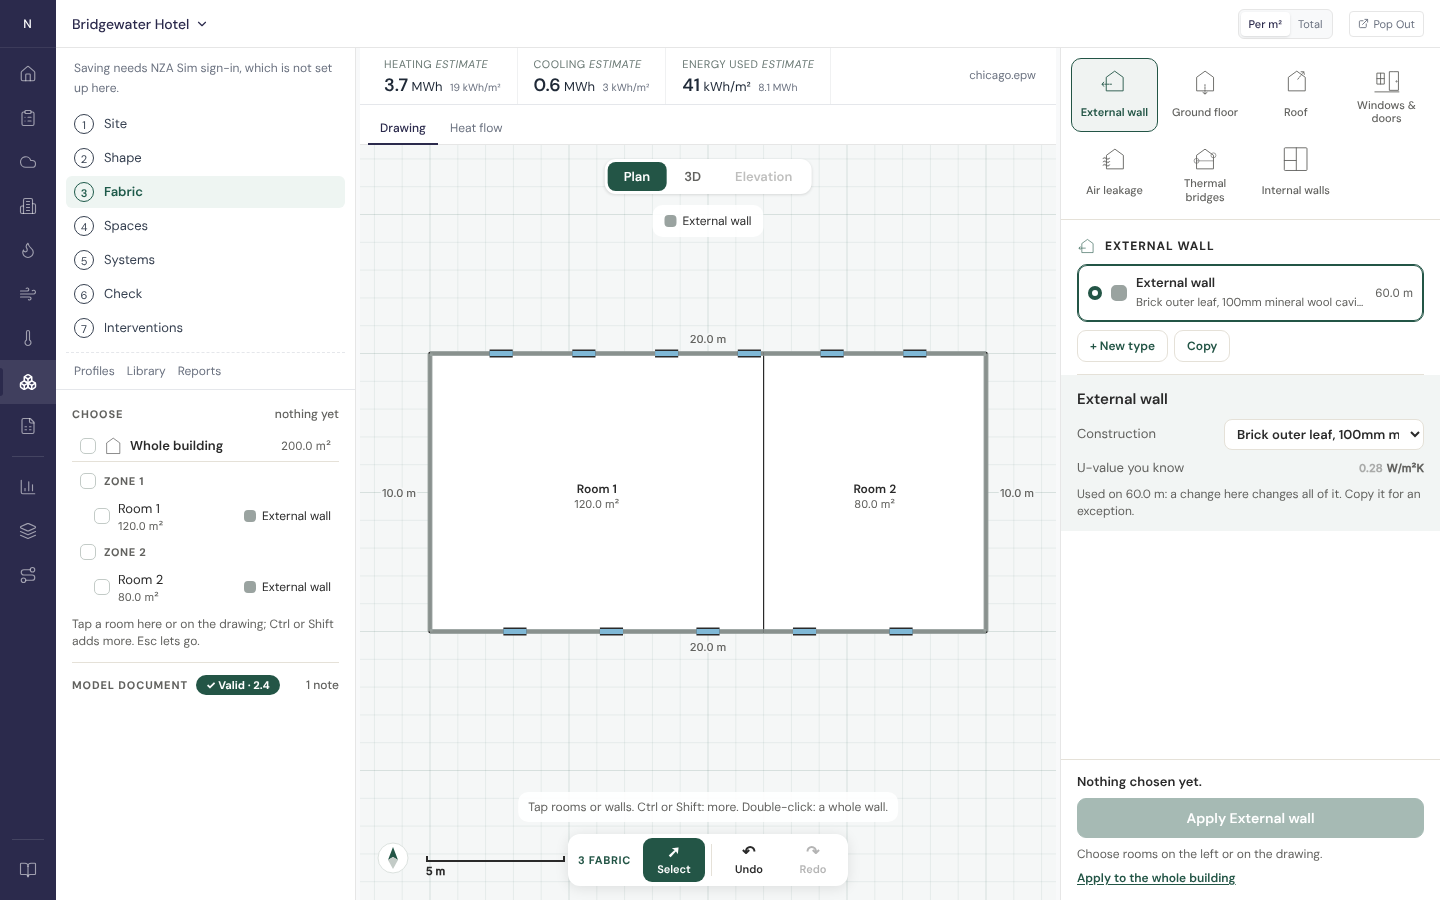 N
Bridgewater Hotel
Per m²
Total
Pop Out
Saving needs NZA Sim sign-in, which is not set
up here.
1 Site
2 Shape
3 Fabric
4 Spaces
5 Systems
6 Check
7 Interventions
Profiles Library Reports
CHOOSE nothing yet
Whole building 200.0 m²
ZONE 1
Room 1 External wall
120.0 m²
ZONE 2
Room 2 External wall
80.0 m²
Tap a room here or on the drawing; Ctrl or Shift
adds more. Esc lets go.
MODEL DOCUMENT ✓ Valid · 2.4 1 note
HEATING ESTIMATE
3.7 MWh 19 kWh/m²
COOLING ESTIMATE
0.6 MWh 3 kWh/m²
ENERGY USED ESTIMATE
41 kWh/m² 8.1 MWh
chicago.epw
Drawing Heat flow
Plan 3D Elevation
External wall
20.0 m
10.0 m
Room 1
120.0 m²
Room 2
80.0 m²
10.0 m
20.0 m
Tap rooms or walls. Ctrl or Shift: more. Double-click: a whole wall.
5 m
3 FABRIC
Select
Undo
Redo
External wall
Ground floor
Roof
Windows &
doors
Air leakage
Thermal
bridges
Internal walls
EXTERNAL WALL
External wall
Brick outer leaf, 100mm mineral wool cavi...
60.0 m
+ New type
Copy
External wall
Construction Brick outer leaf, 100mm m
U-value you know 0.28 W/m²K
Used on 60.0 m: a change here changes all of it. Copy it for an
exception.
Nothing chosen yet.
Apply External wall
Choose rooms on the left or on the drawing.
Apply to the whole building